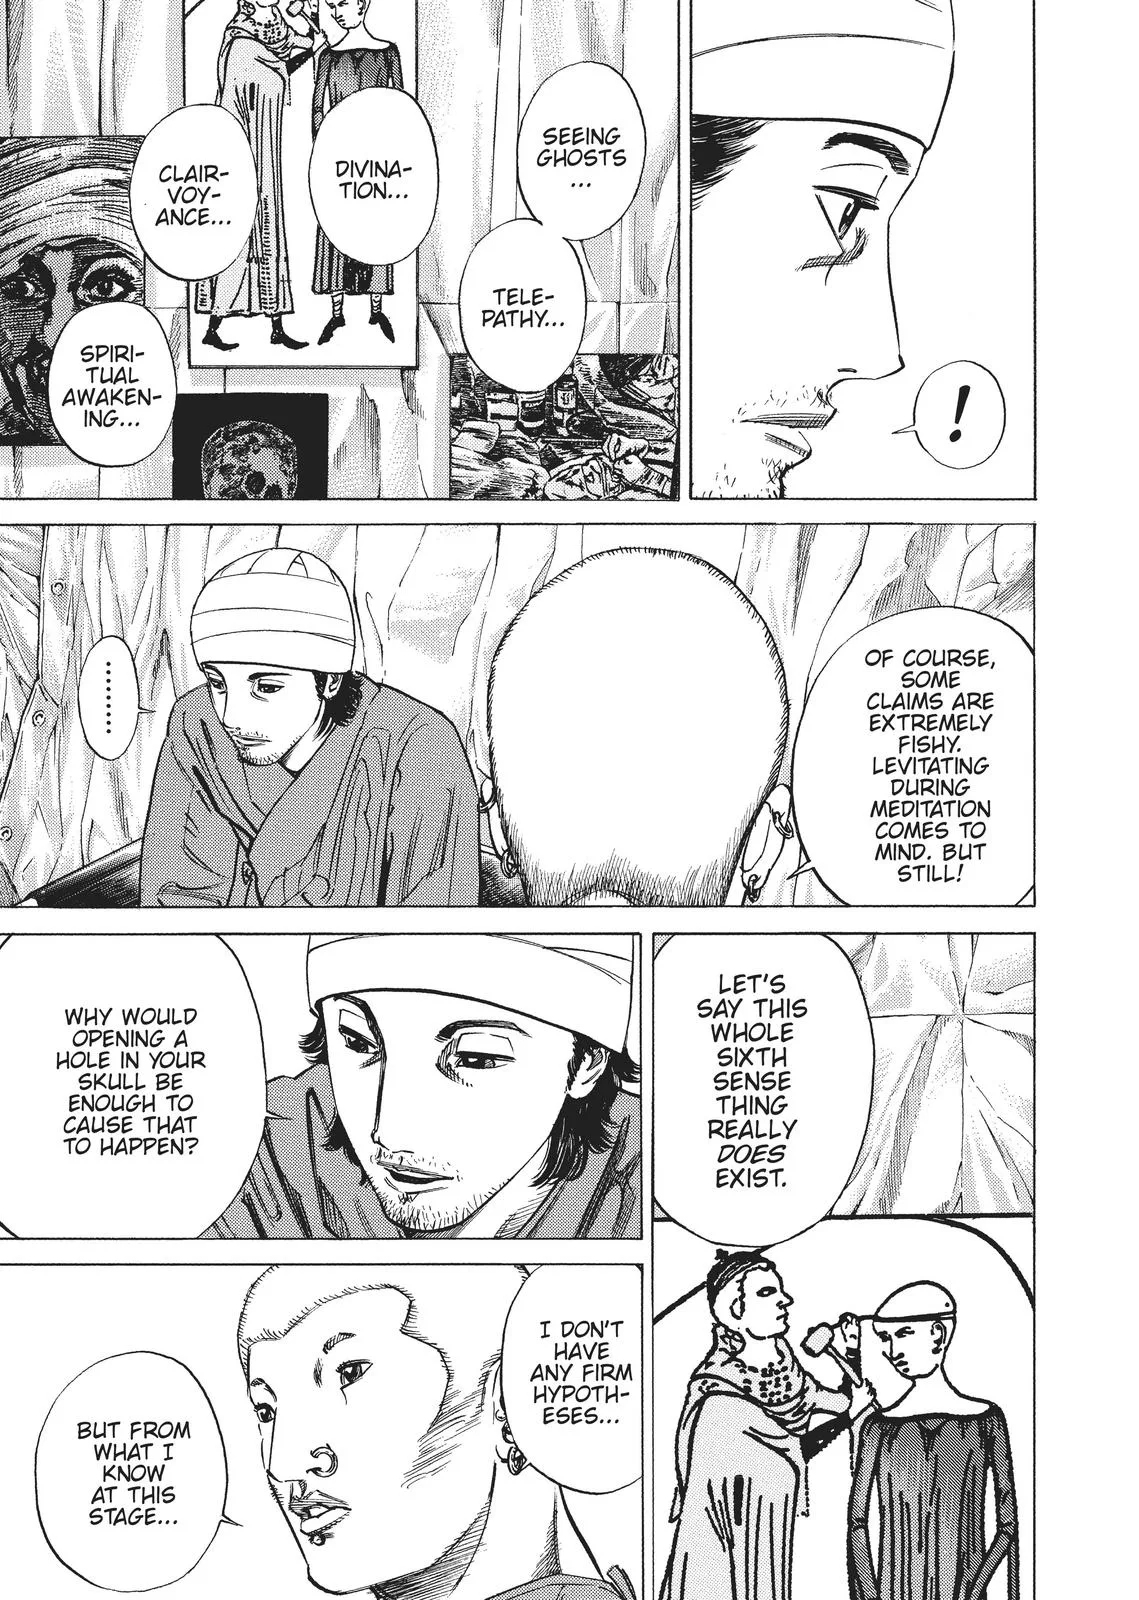 !
SEEING
GHOSTS
...
TELE-
PATHY...
DIVINA-
TION...
CLAIR-
VOY-
ANCE...
SPIRI-
TUAL
AWAKEN-
ING...
OF COURSE,
SOME
CLAIMS ARE
EXTREMELY
FISHY.
LEVITATING
DURING
MEDITATION
COMES TO
MIND. BUT
STILL!
.........
LET'S
SAY THIS
WHOLE
SIXTH
SENSE
THING
REALLY
DOES
EXIST.
WHY WOULD
OPENING A
HOLE IN YOUR
SKULL BE
ENOUGH TO
CAUSE THAT
TO HAPPEN?
I DON'T
HAVE
ANY FIRM
HYPOTH-
ESES...
BUT FROM
WHAT I
KNOW
AT THIS
STAGE...